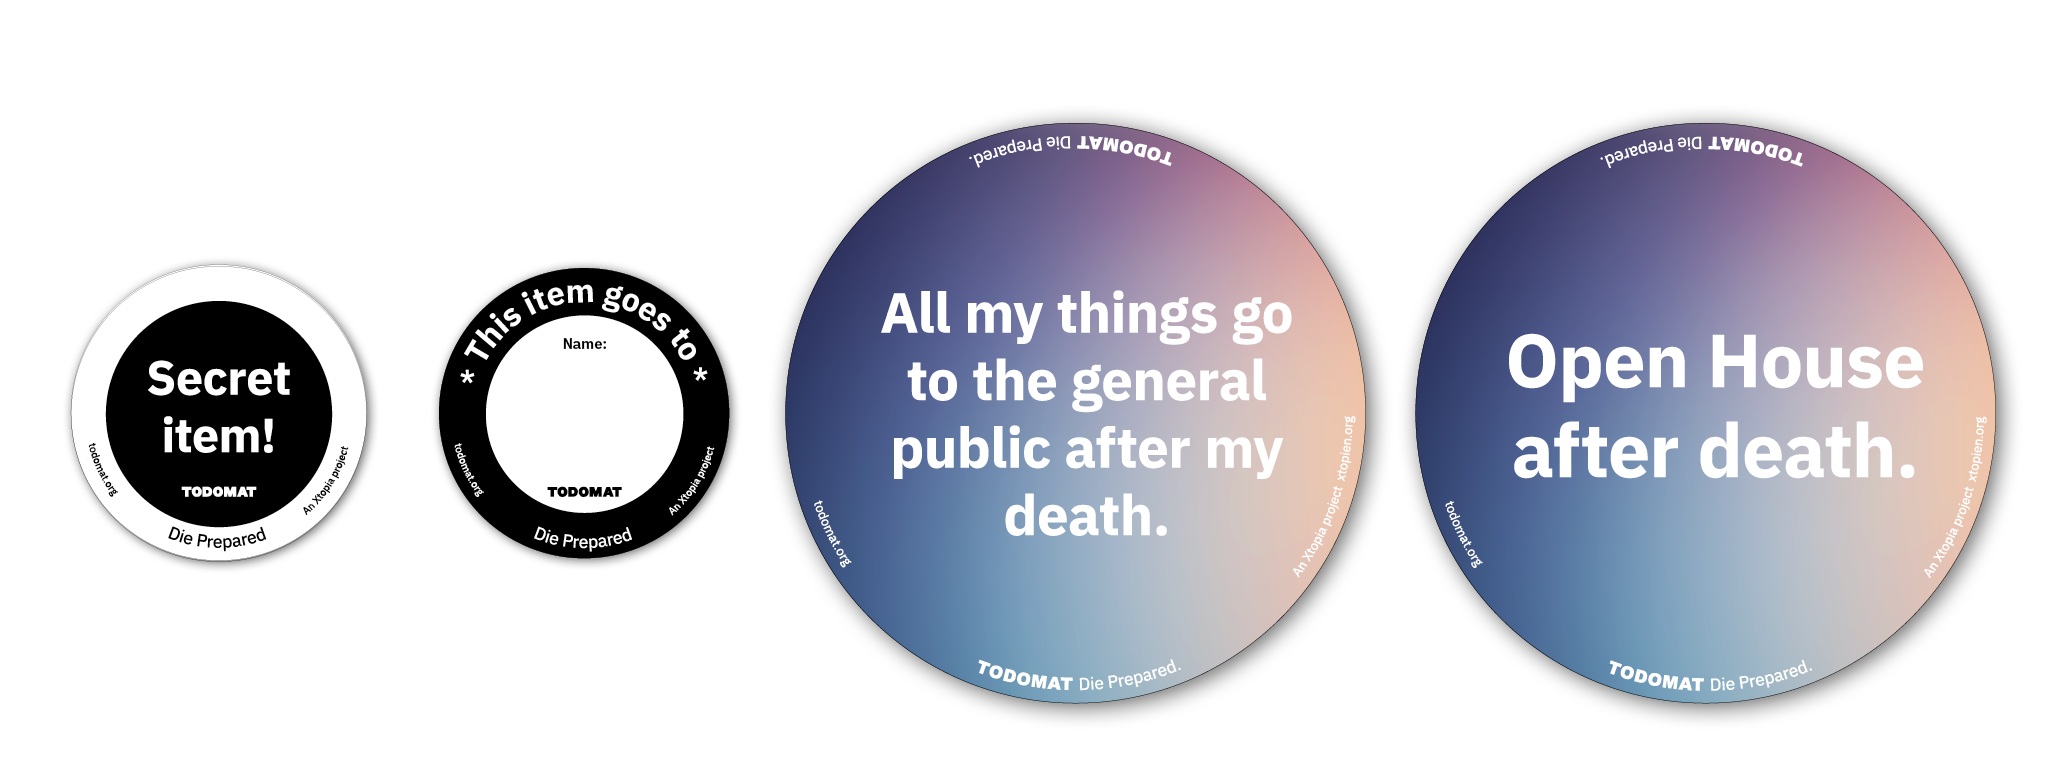 Secret
item!
TODOMAT
todomat.org
Die Prepared
An Xtopia project
* This item goes to *
Name:
TODOMAT
todomat.org
Die Prepared
An Xtopia project
TODOMAT Die Prepared.
All my things go
to the general
public after my
death.
todomat.org
An Xtopia project xtopien.org
TODOMAT Die Prepared.
TODOMAT Die Prepared.
Open House
after death.
todomat.org
An Xtopia project xtopien.org
TODOMAT Die Prepared.